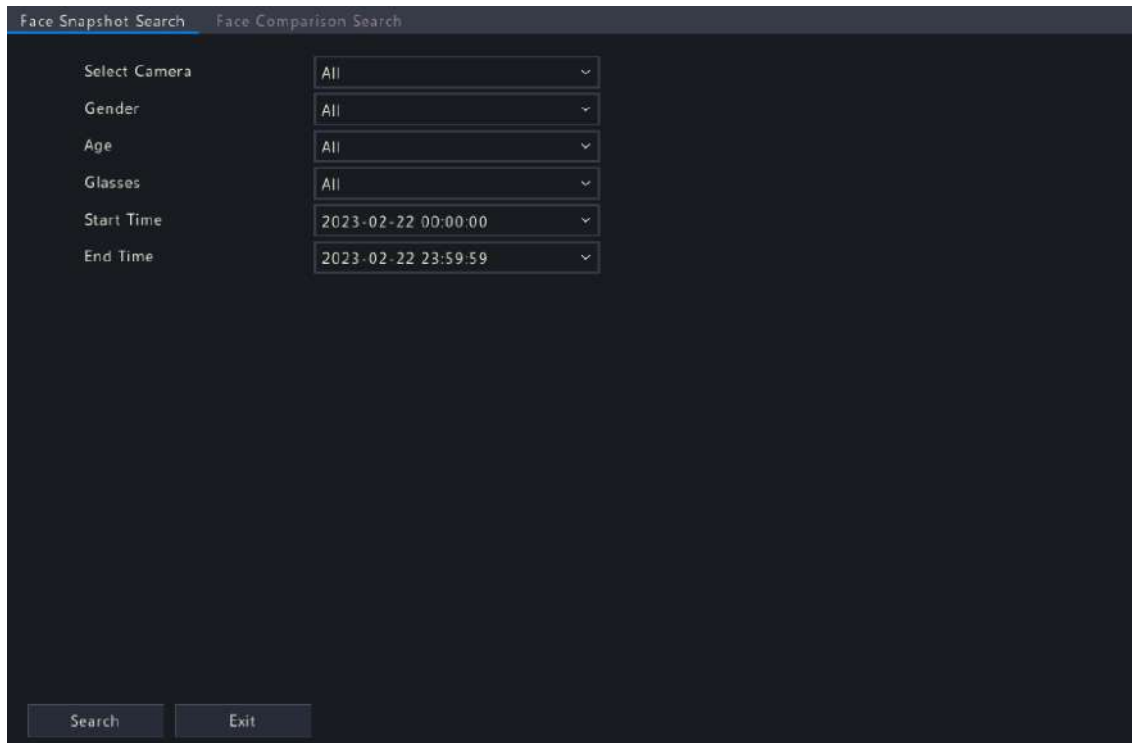 Face Snapshot Search Face Comparison Search
Select Camera All
Gender All
Age All
Glasses All
Start Time 2023-02-22 00:00:00
End Time 2023-02-22 23:59:59
Search Exit